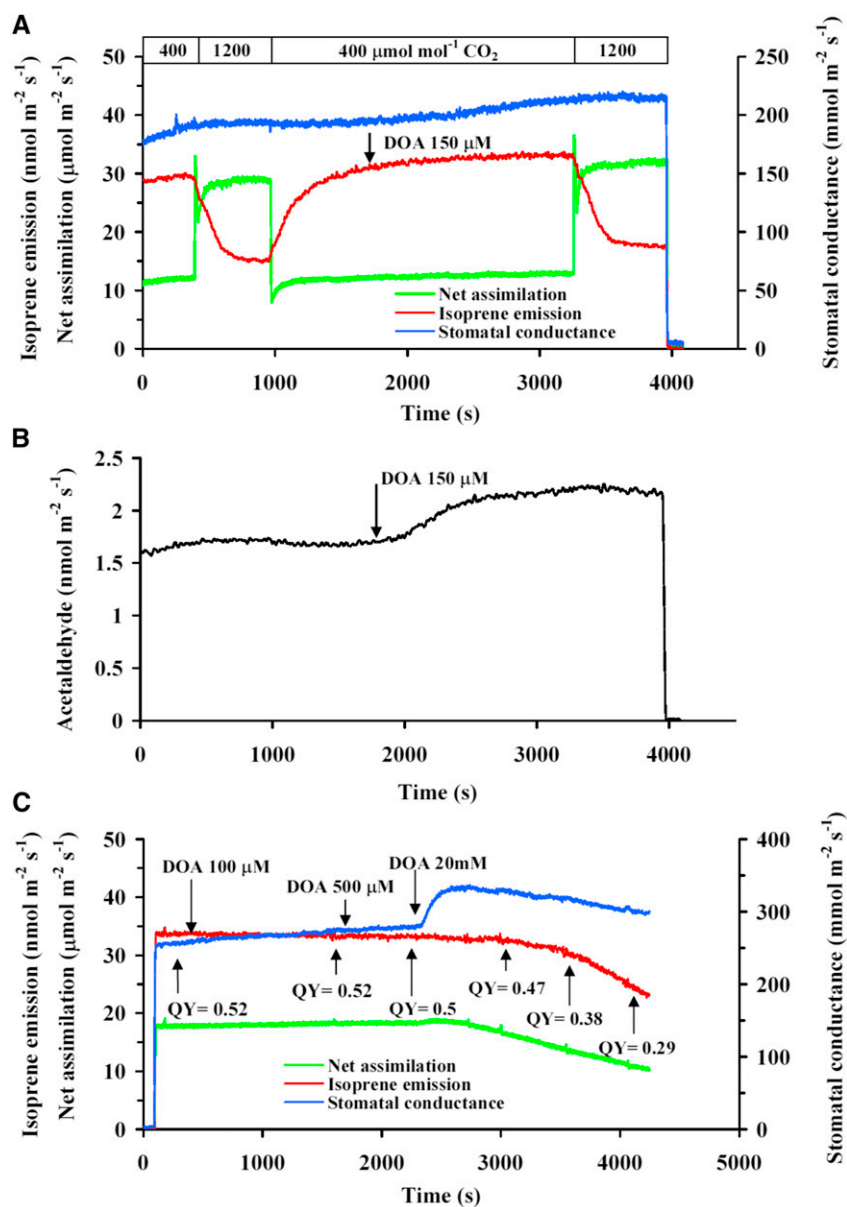 A
400 1200 400 µmol mol⁻¹ CO₂ 1200
Isoprene emission (nmol m⁻² s⁻¹)
Net assimilation (µmol m⁻² s⁻¹)
50
40
30
20
10
0
DOA 150 µM
Net assimilation
Isoprene emission
Stomatal conductance
250
200
150
100
50
0
Stomatal conductance (mmol m⁻² s⁻¹)
0 1000 2000 3000 4000
Time (s)
B
Acetaldehyde (nmol m⁻² s⁻¹)
2.5
2
1.5
1
0.5
0
DOA 150 µM
0 1000 2000 3000 4000
Time (s)
C
Isoprene emission (nmol m⁻² s⁻¹)
Net assimilation (µmol m⁻² s⁻¹)
50
40
30
20
10
0
DOA 100 µM
DOA 500 µM
DOA 20mM
QY= 0.52
QY= 0.52
QY= 0.5
QY= 0.47
QY= 0.38
QY= 0.29
Net assimilation
Isoprene emission
Stomatal conductance
400
300
200
100
0
Stomatal conductance (mmol m⁻² s⁻¹)
0 1000 2000 3000 4000 5000
Time (s)